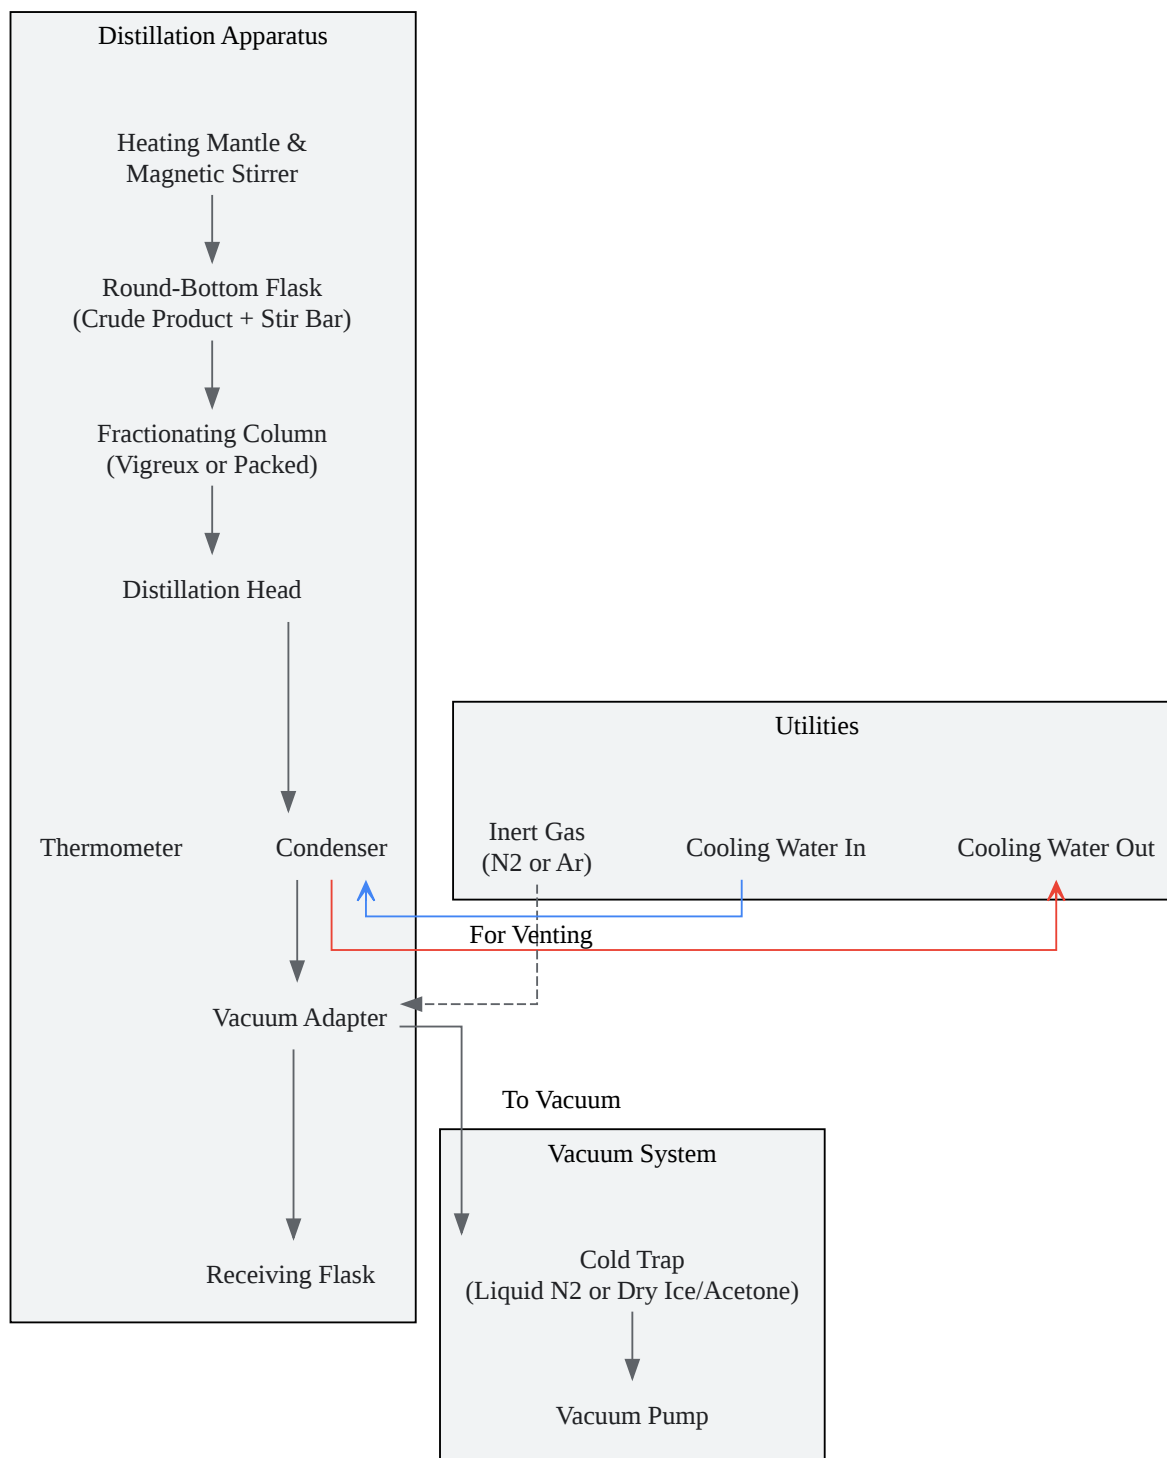 Distillation Apparatus
Heating Mantle &
Magnetic Stirrer
Round-Bottom Flask
(Crude Product + Stir Bar)
Fractionating Column
(Vigreux or Packed)
Distillation Head
Thermometer
Condenser
Utilities
Inert Gas
(N2 or Ar)
Cooling Water In
Cooling Water Out
For Venting
Vacuum Adapter
To Vacuum
Receiving Flask
Vacuum System
Cold Trap
(Liquid N2 or Dry Ice/Acetone)
Vacuum Pump